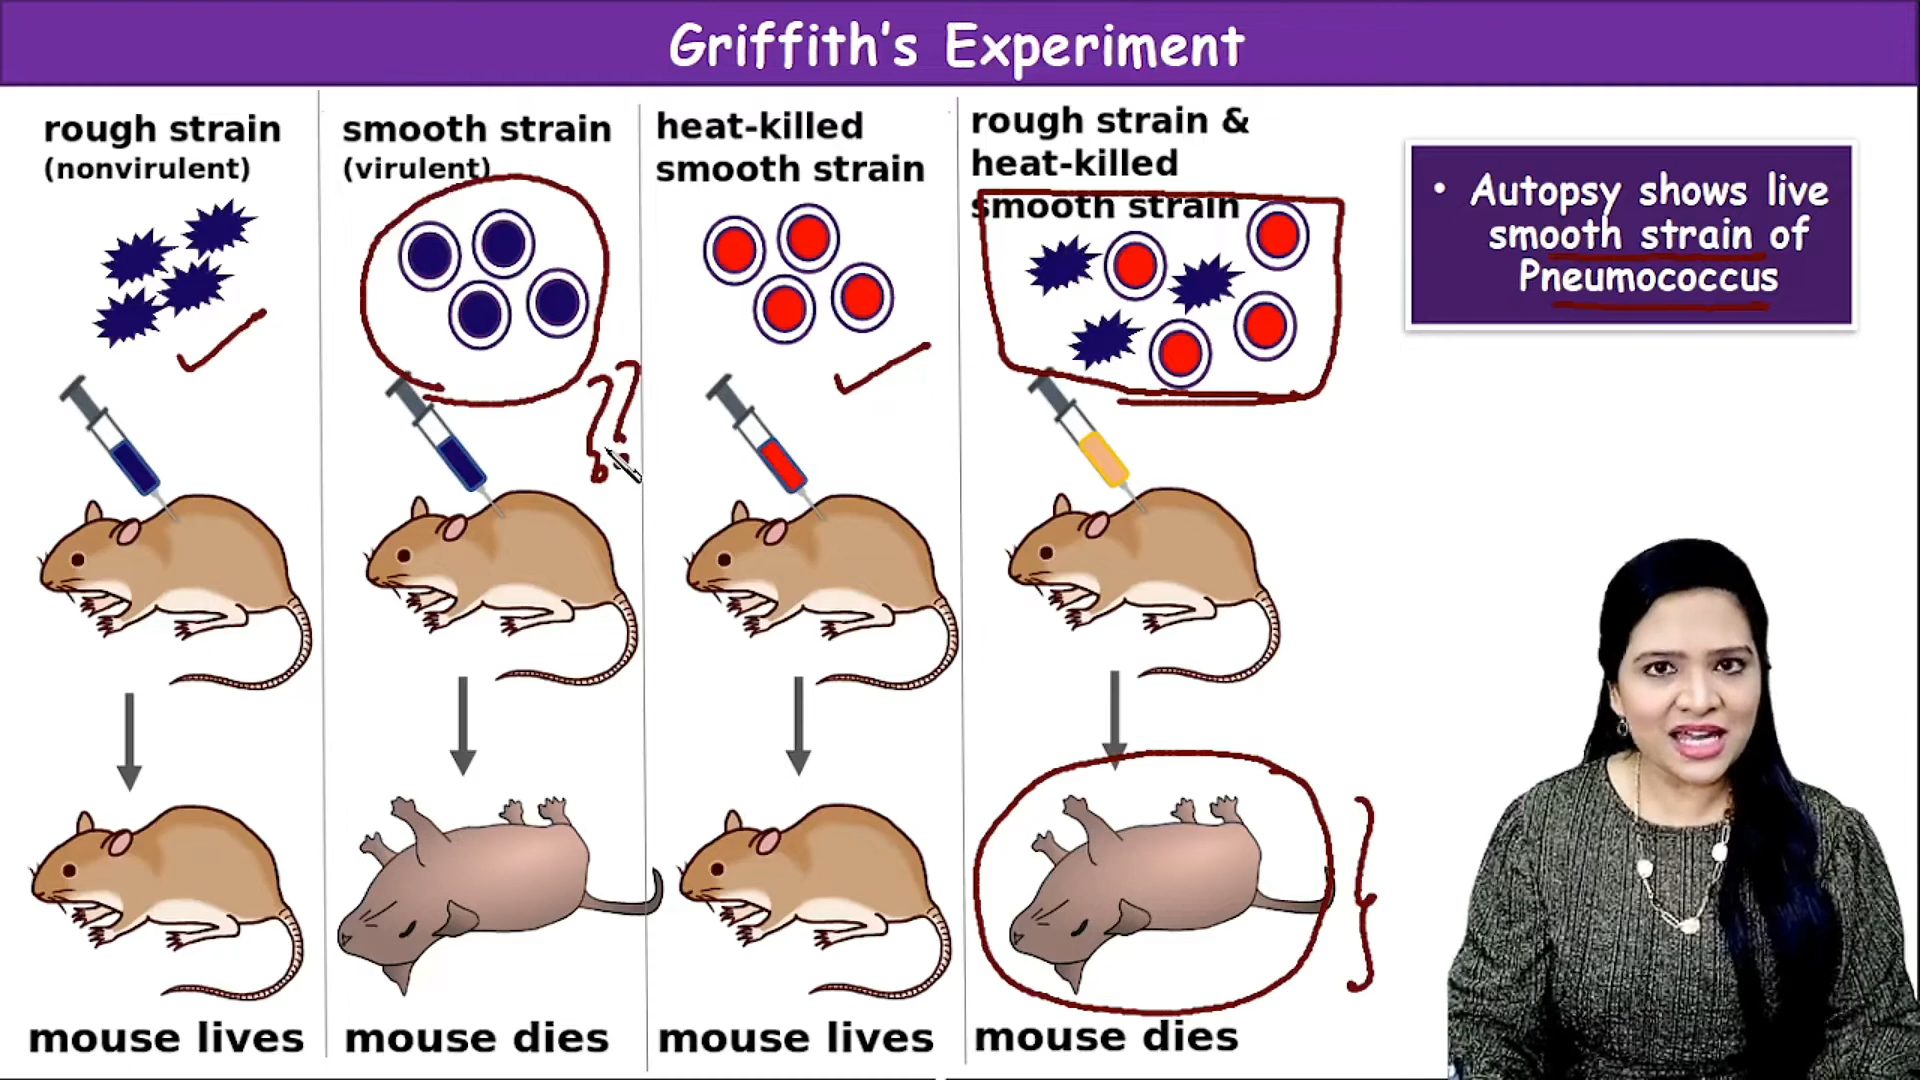 Griffith's Experiment
rough strain
(nonvirulent)
smooth strain
(virulent)
heat-killed
smooth strain
rough strain &
heat-killed
smooth strain
• Autopsy shows live
smooth strain of
Pneumococcus
??
mouse lives
mouse dies
mouse lives
mouse dies